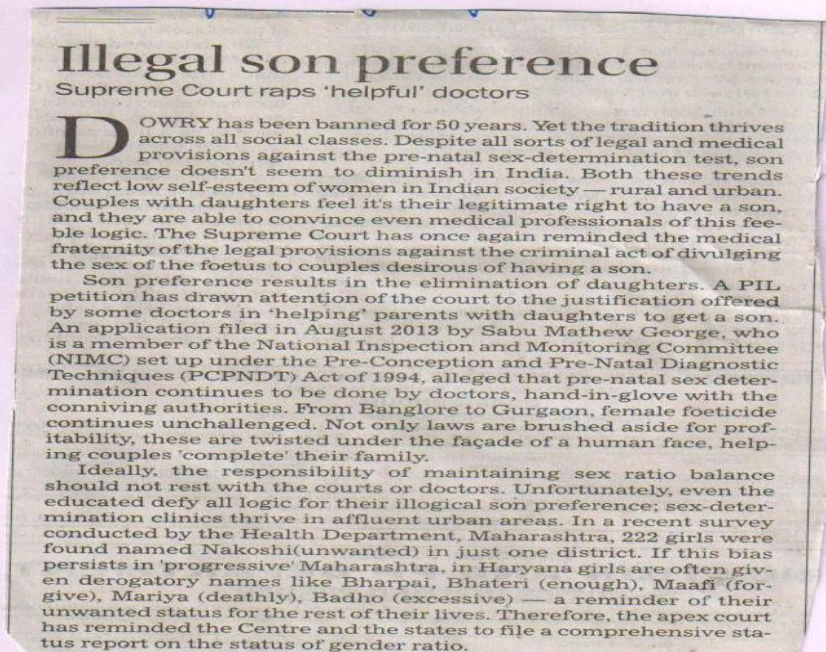 Illegal son preference
Supreme Court raps 'helpful' doctors
DOWRY has been banned for 50 years. Yet the tradition thrives
across all social classes. Despite all sorts of legal and medical
provisions against the pre-natal sex-determination test, son
preference doesn't seem to diminish in India. Both these trends
reflect low self-esteem of women in Indian society — rural and urban.
Couples with daughters feel it's their legitimate right to have a son,
and they are able to convince even medical professionals of this fee-
ble logic. The Supreme Court has once again reminded the medical
fraternity of the legal provisions against the criminal act of divulging
the sex of the foetus to couples desirous of having a son.
Son preference results in the elimination of daughters. A PIL
petition has drawn attention of the court to the justification offered
by some doctors in 'helping' parents with daughters to get a son.
An application filed in August 2013 by Sabu Mathew George, who
is a member of the National Inspection and Monitoring Committee
(NIMC) set up under the Pre-Conception and Pre-Natal Diagnostic
Techniques (PCPNDT) Act of 1994, alleged that pre-natal sex deter-
mination continues to be done by doctors, hand-in-glove with the
conniving authorities. From Banglore to Gurgaon, female foeticide
continues unchallenged. Not only laws are brushed aside for prof-
itability, these are twisted under the façade of a human face, help-
ing couples 'complete' their family.
Ideally, the responsibility of maintaining sex ratio balance
should not rest with the courts or doctors. Unfortunately, even the
educated defy all logic for their illogical son preference; sex-deter-
mination clinics thrive in affluent urban areas. In a recent survey
conducted by the Health Department, Maharashtra, 222 girls were
found named Nakoshi(unwanted) in just one district. If this bias
persists in 'progressive' Maharashtra, in Haryana girls are often giv-
en derogatory names like Bharpai, Bhateri (enough), Maafi (for-
give), Mariya (deathly), Badho (excessive) — a reminder of their
unwanted status for the rest of their lives. Therefore, the apex court
has reminded the Centre and the states to file a comprehensive sta-
tus report on the status of gender ratio.